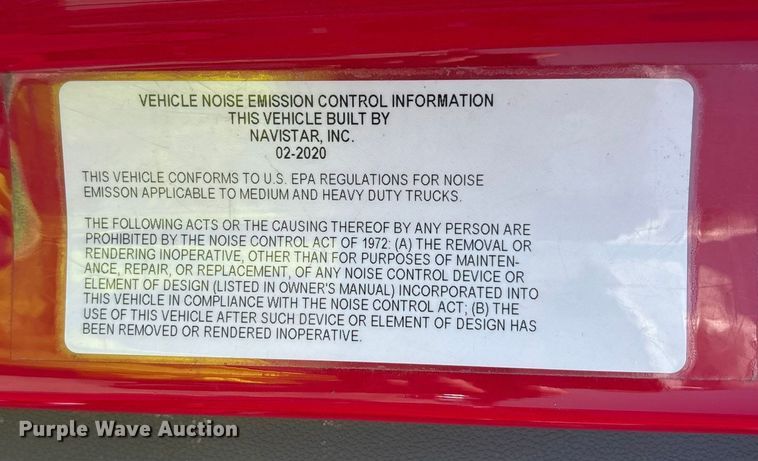 VEHICLE NOISE EMISSION CONTROL INFORMATION
THIS VEHICLE BUILT BY
NAVISTAR, INC.
02-2020
THIS VEHICLE CONFORMS TO U.S. EPA REGULATIONS FOR NOISE
EMISSON APPLICABLE TO MEDIUM AND HEAVY DUTY TRUCKS.
THE FOLLOWING ACTS OR THE CAUSING THEREOF BY ANY PERSON ARE
PROHIBITED BY THE NOISE CONTROL ACT OF 1972: (A) THE REMOVAL OR
RENDERING INOPERATIVE, OTHER THAN FOR PURPOSES OF MAINTEN-
ANCE, REPAIR, OR REPLACEMENT, OF ANY NOISE CONTROL DEVICE OR
ELEMENT OF DESIGN (LISTED IN OWNER'S MANUAL) INCORPORATED INTO
THIS VEHICLE IN COMPLIANCE WITH THE NOISE CONTROL ACT; (B) THE
USE OF THIS VEHICLE AFTER SUCH DEVICE OR ELEMENT OF DESIGN HAS
BEEN REMOVED OR RENDERED INOPERATIVE.
Purple Wave Auction